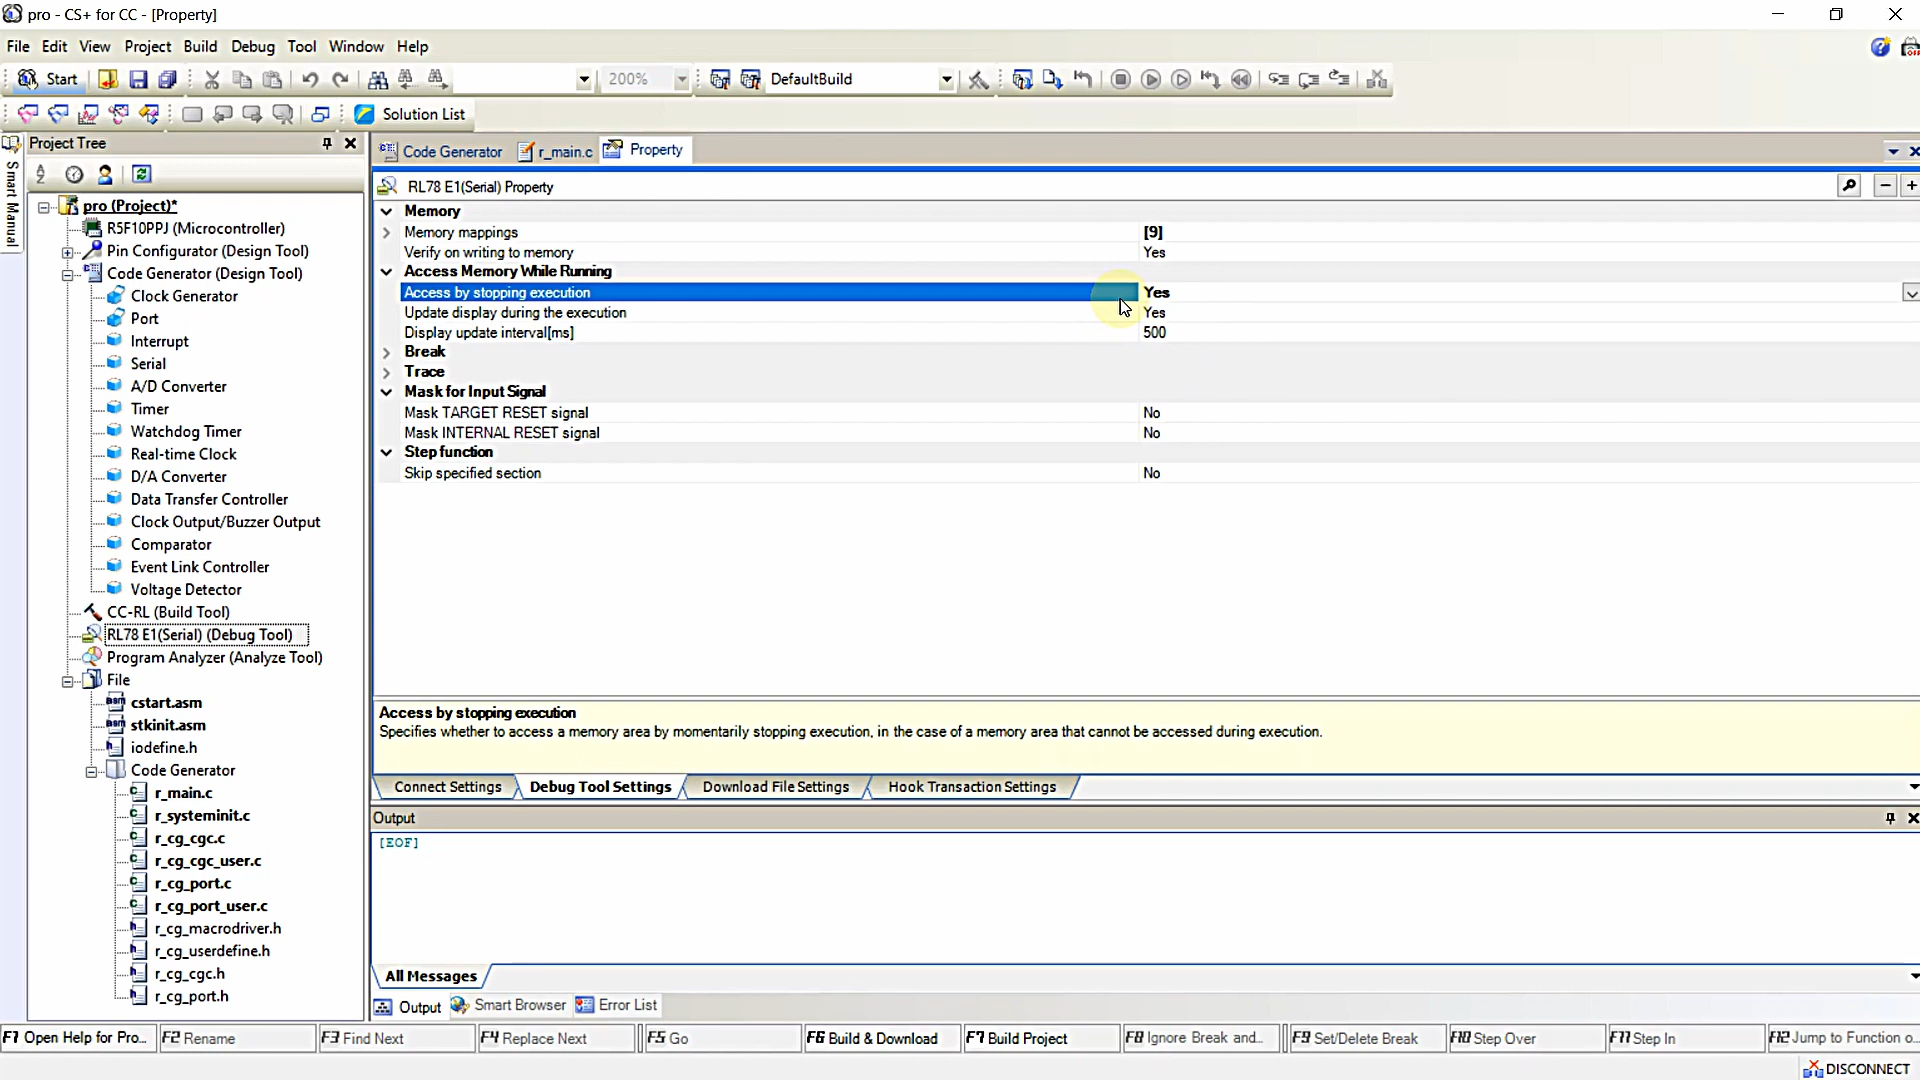 pro - CS+ for CC - [Property]
File Edit View Project Build Debug Tool Window Help
Start 200% DefaultBuild
Solution List
Smart Manual
Project Tree
pro (Project)*
R5F10PPJ (Microcontroller)
Pin Configurator (Design Tool)
Code Generator (Design Tool)
Clock Generator
Port
Interrupt
Serial
A/D Converter
Timer
Watchdog Timer
Real-time Clock
D/A Converter
Data Transfer Controller
Clock Output/Buzzer Output
Comparator
Event Link Controller
Voltage Detector
CC-RL (Build Tool)
RL78 E1(Serial) (Debug Tool)
Program Analyzer (Analyze Tool)
File
cstart.asm
stkinit.asm
iodefine.h
Code Generator
r_main.c
r_systeminit.c
r_cg_cgc.c
r_cg_cgc_user.c
r_cg_port.c
r_cg_port_user.c
r_cg_macrodriver.h
r_cg_userdefine.h
r_cg_cgc.h
r_cg_port.h
Code Generator r_main.c Property
RL78 E1(Serial) Property
Memory
Memory mappings [9]
Verify on writing to memory Yes
Access Memory While Running
Access by stopping execution Yes
Update display during the execution Yes
Display update interval[ms] 500
Break
Trace
Mask for Input Signal
Mask TARGET RESET signal No
Mask INTERNAL RESET signal No
Step function
Skip specified section No
Access by stopping execution
Specifies whether to access a memory area by momentarily stopping execution, in the case of a memory area that cannot be accessed during execution.
Connect Settings Debug Tool Settings Download File Settings Hook Transaction Settings
Output
[EOF]
All Messages
Output Smart Browser Error List
F1 Open Help for Pro... F2 Rename F3 Find Next F4 Replace Next F5 Go F6 Build & Download F7 Build Project F8 Ignore Break and... F9 Set/Delete Break F10 Step Over F11 Step In F12 Jump to Function o...
DISCONNECT